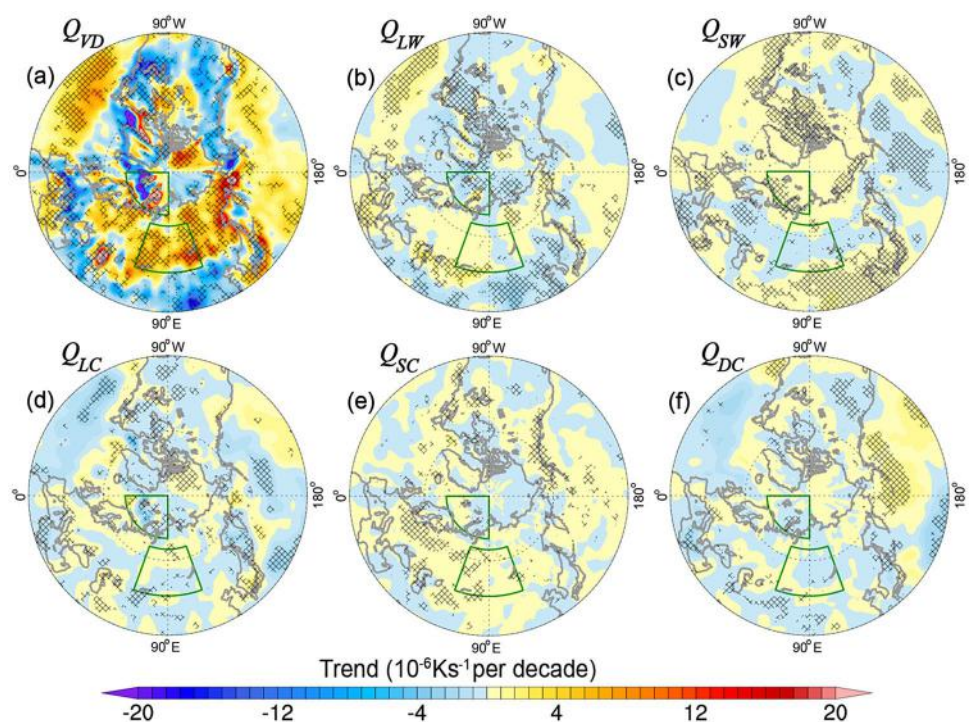 90°W 90°W 90°W
Q_VD Q_LW Q_SW
(a) (b) (c)
0° 180° 0° 180° 0° 180°
90°E 90°E 90°E
Q_LC Q_SC Q_DC
90°W 90°W 90°W
(d) (e) (f)
0° 180° 0° 180° 0° 180°
90°E 90°E 90°E
Trend (10⁻⁶Ks⁻¹per decade)
-20 -12 -4 4 12 20